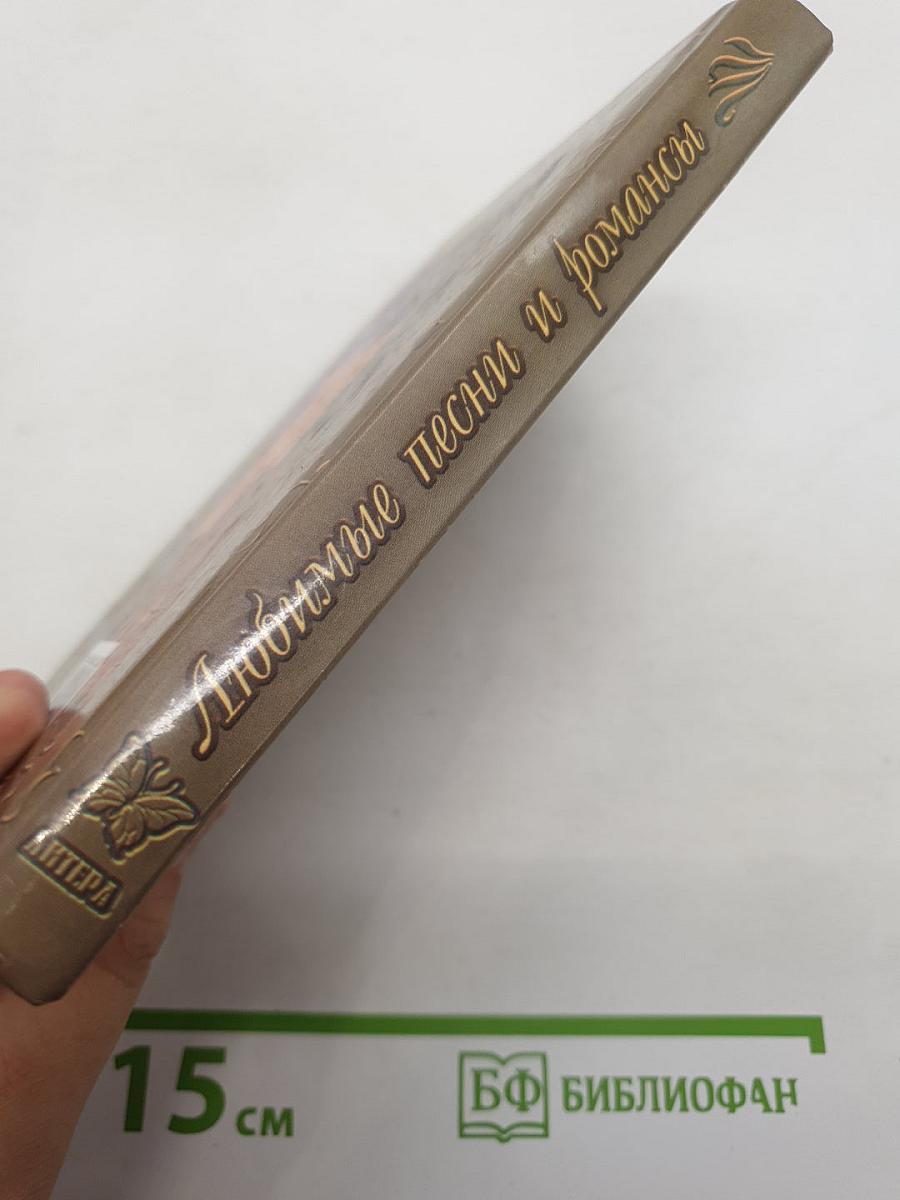 Любимые песни и романсы
ЛИТЕРА
15 см
БФ БИБЛИОФАН